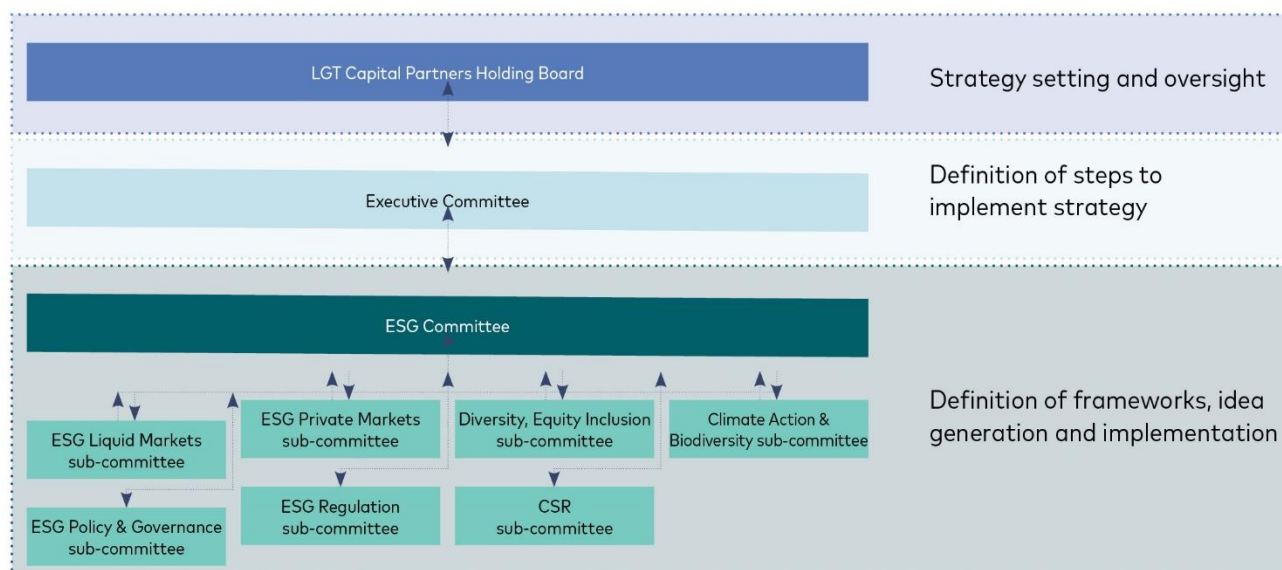 LGT Capital Partners Holding Board
Strategy setting and oversight
Executive Committee
Definition of steps to
implement strategy
ESG Committee
Definition of frameworks, idea
generation and implementation
ESG Liquid Markets
sub-committee
ESG Private Markets
sub-committee
Diversity, Equity Inclusion
sub-committee
Climate Action &
Biodiversity sub-committee
ESG Policy & Governance
sub-committee
ESG Regulation
sub-committee
CSR
sub-committee